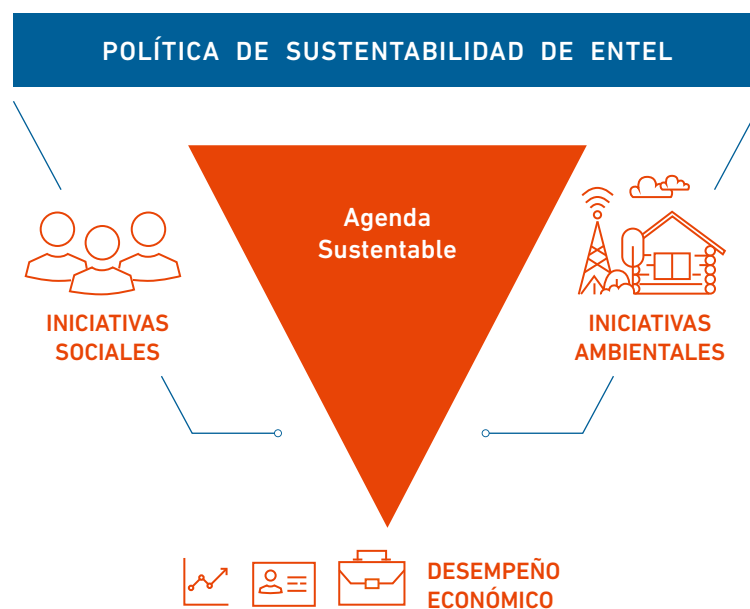 POLÍTICA DE SUSTENTABILIDAD DE ENTEL
Agenda
Sustentable
INICIATIVAS
SOCIALES
INICIATIVAS
AMBIENTALES
DESEMPEÑO
ECONÓMICO